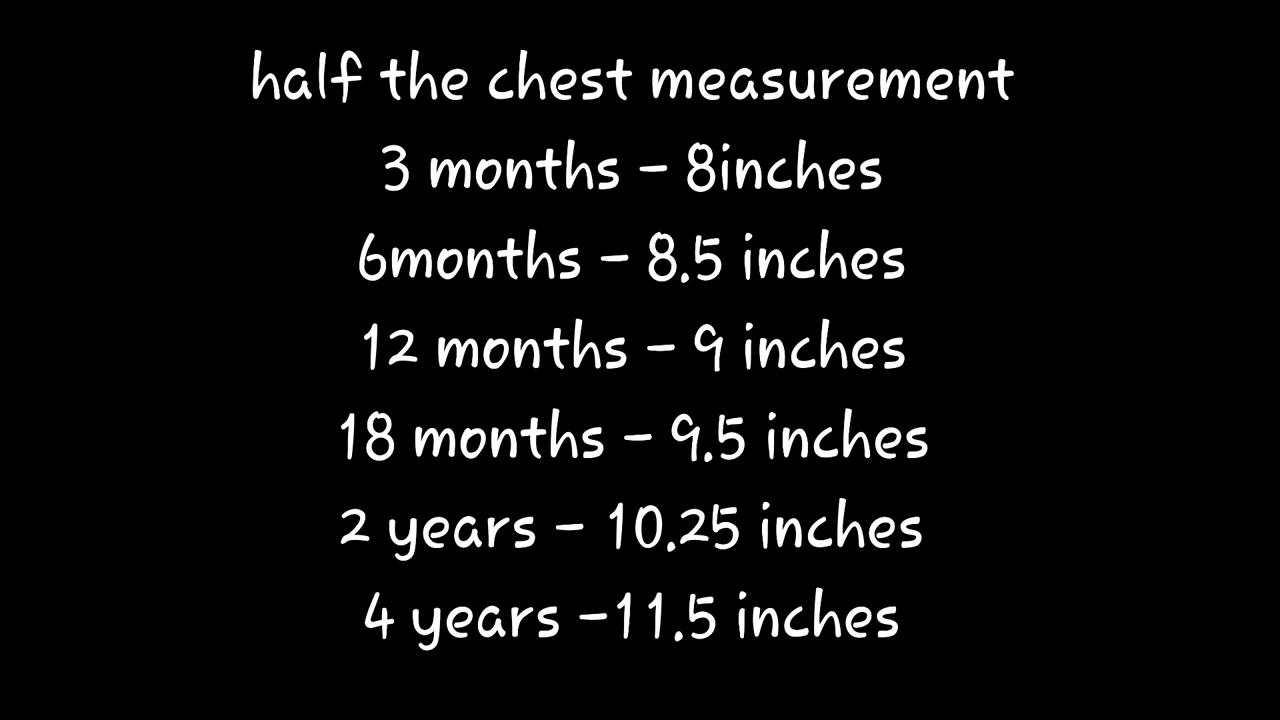 half the chest measurement
3 months - 8inches
6months - 8.5 inches
12 months - 9 inches
18 months - 9.5 inches
2 years - 10.25 inches
4 years -11.5 inches